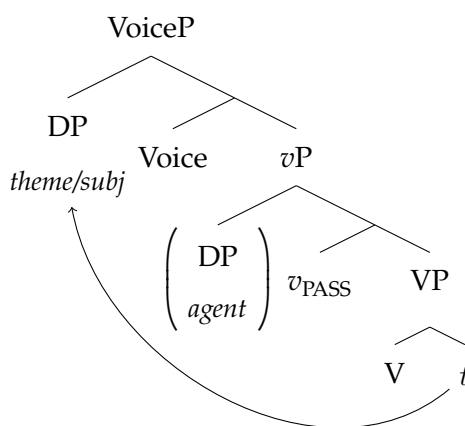 VoiceP
DP
theme/subj
Voice
vP
DP
agent
vPASS
VP
V
t